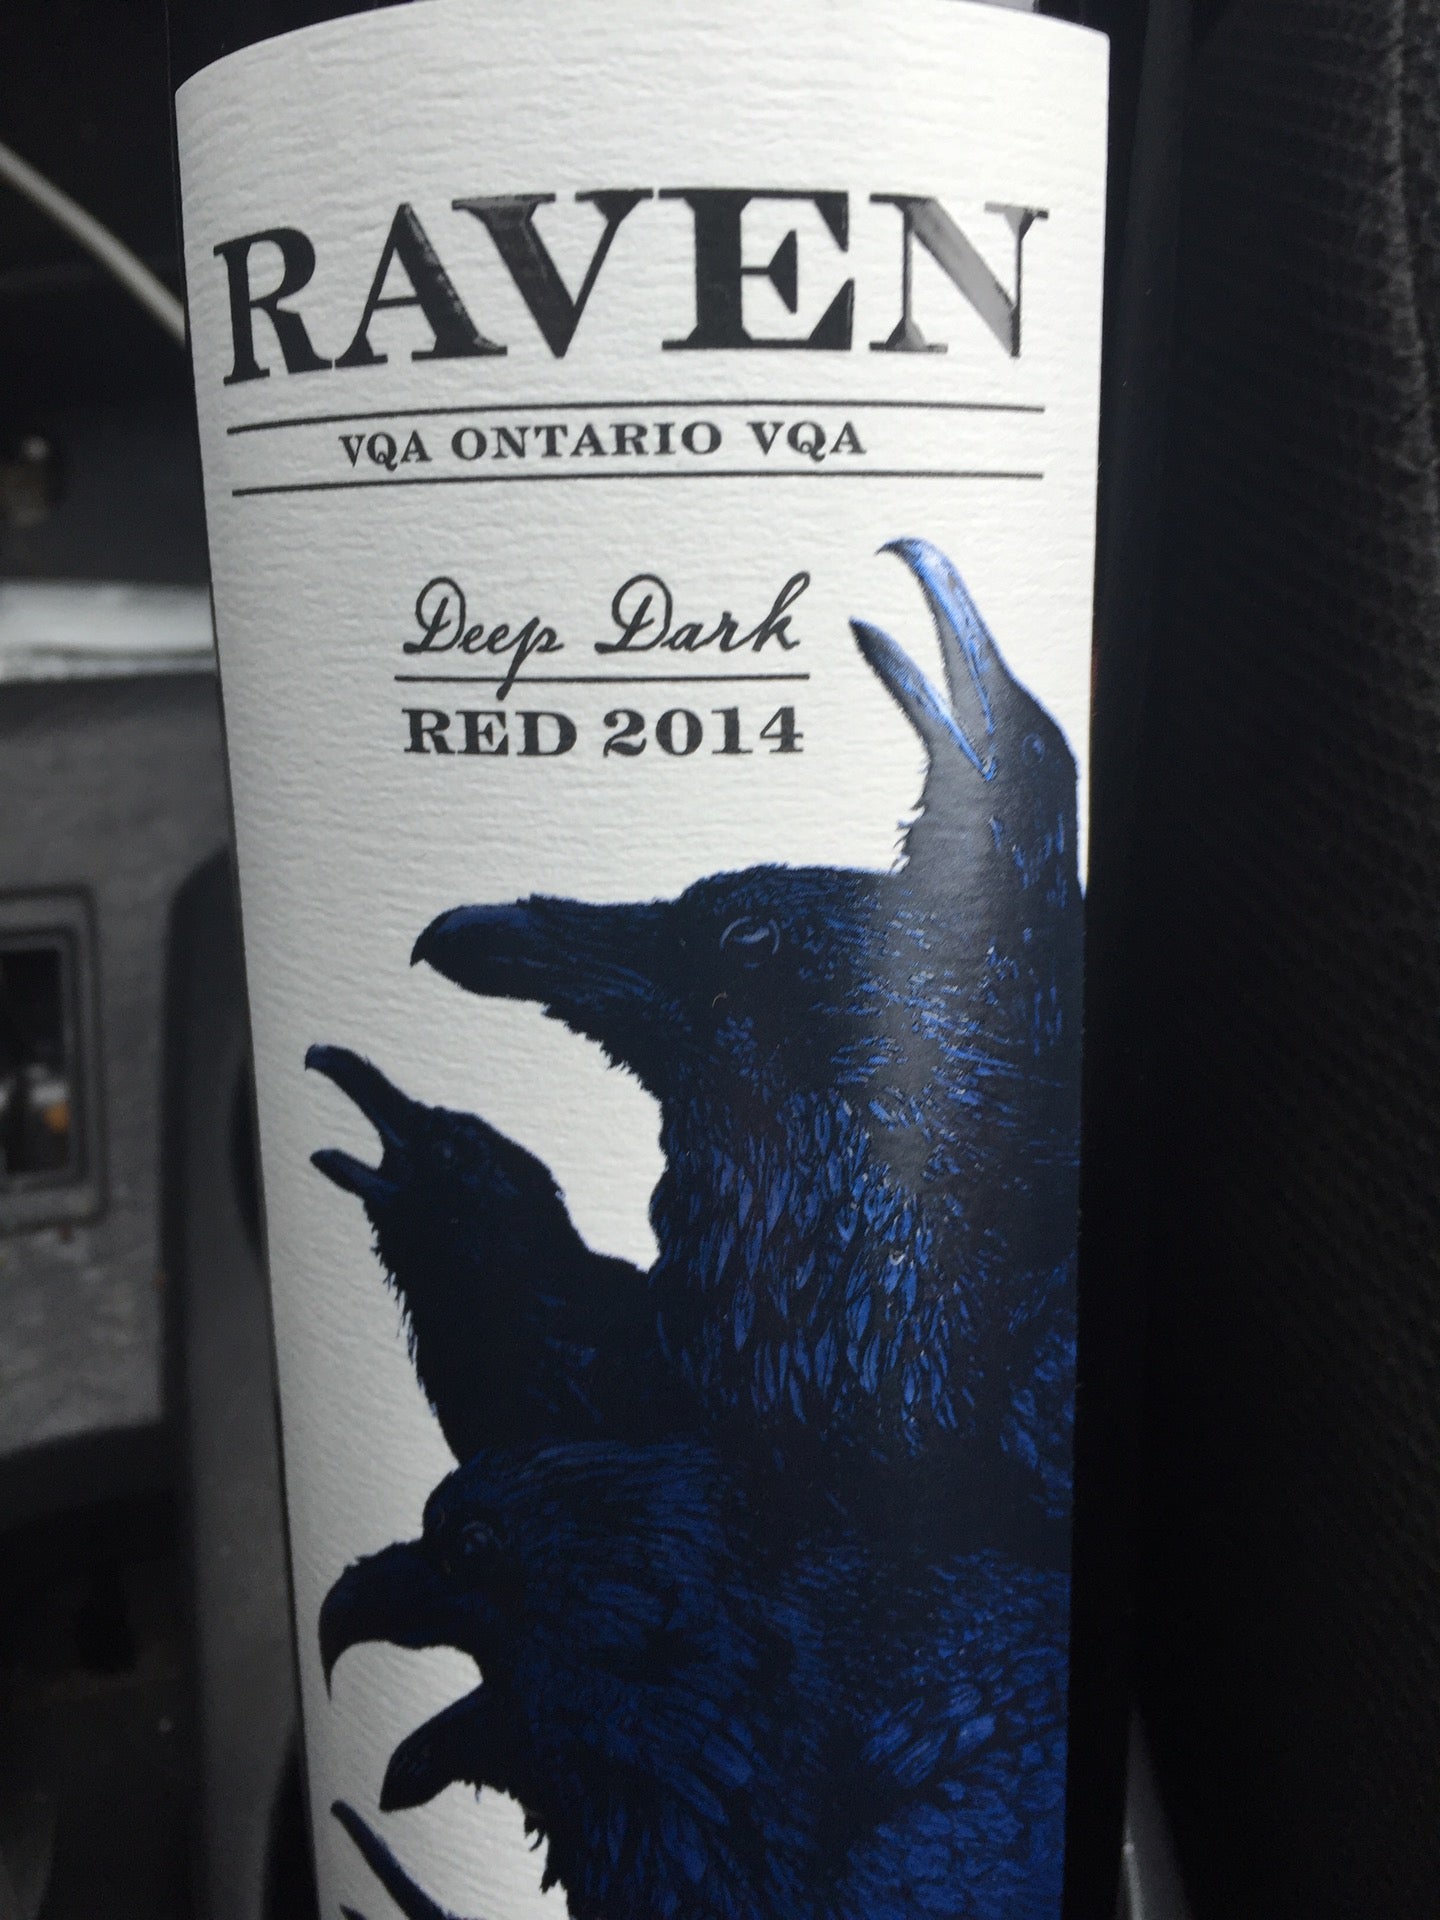 RAVEN
VQA ONTARIO VQA
Deep Dark
RED 2014